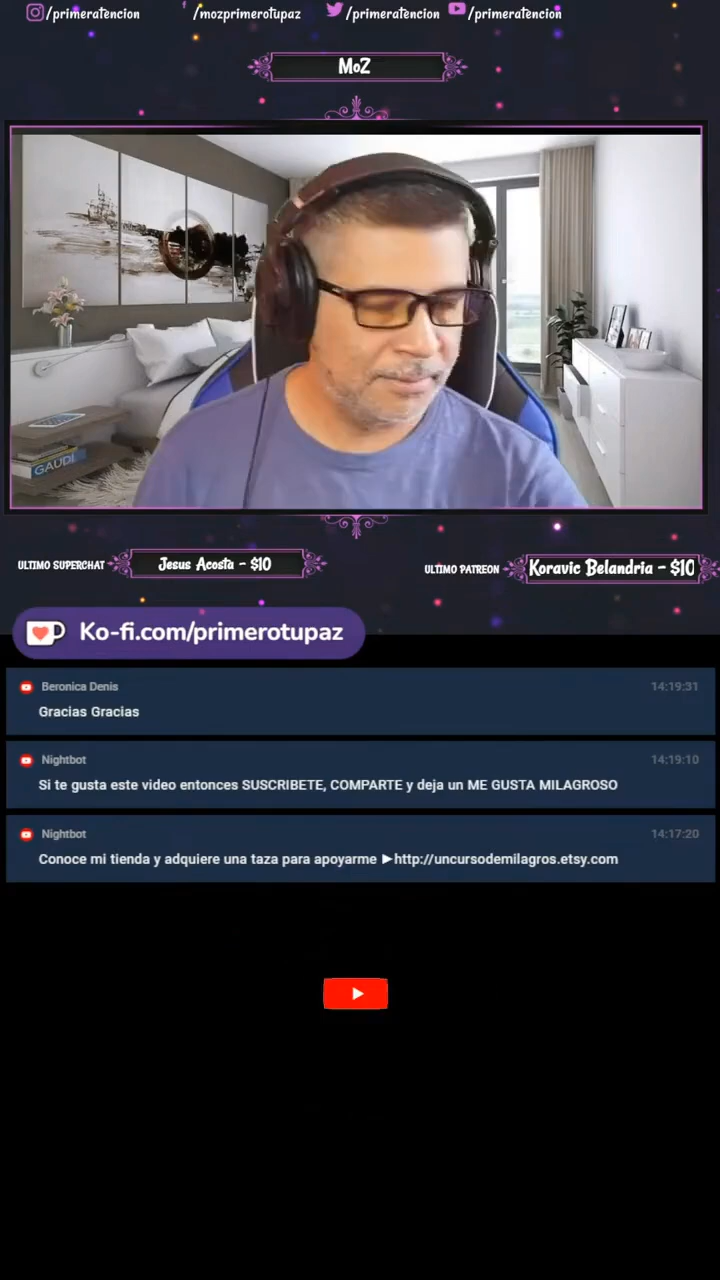 /primeratencion /mozprimerotupaz /primeratencion /primeratencion
MoZ
GAUDI
ULTIMO SUPERCHAT Jesus Acosta - $10
ULTIMO PATREON Koravic Belandria - $10
Ko-fi.com/primerotupaz
Beronica Denis 14:19:31
Gracias Gracias
Nightbot 14:19:10
Si te gusta este video entonces SUSCRIBETE, COMPARTE y deja un ME GUSTA MILAGROSO
Nightbot 14:17:20
Conoce mi tienda y adquiere una taza para apoyarme ►http://uncursodemilagros.etsy.com